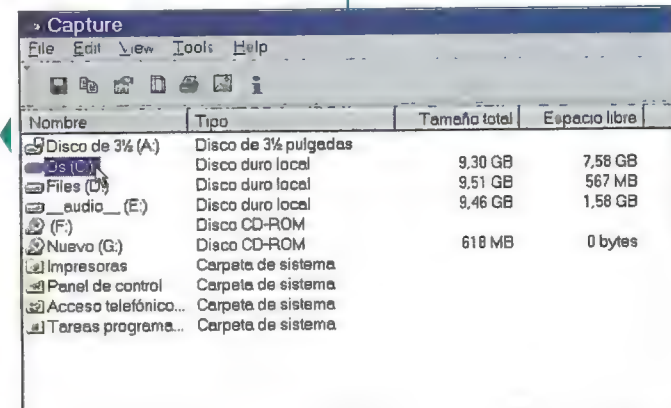 Capture
File Edit View Tools Help
Nombre Tipo Tamaño total Espacio libre
Disco de 3½ (A:) Disco de 3½ pulgadas
Os (C:) Disco duro local 9,30 GB 7,58 GB
Files (D:) Disco duro local 9,51 GB 567 MB
__audio__ (E:) Disco duro local 9,46 GB 1,58 GB
(F:) Disco CD-ROM
Nuevo (G:) Disco CD-ROM 618 MB 0 bytes
Impresoras Carpeta de sistema
Panel de control Carpeta de sistema
Acceso telefónico... Carpeta de sistema
Tareas programa... Carpeta de sistema